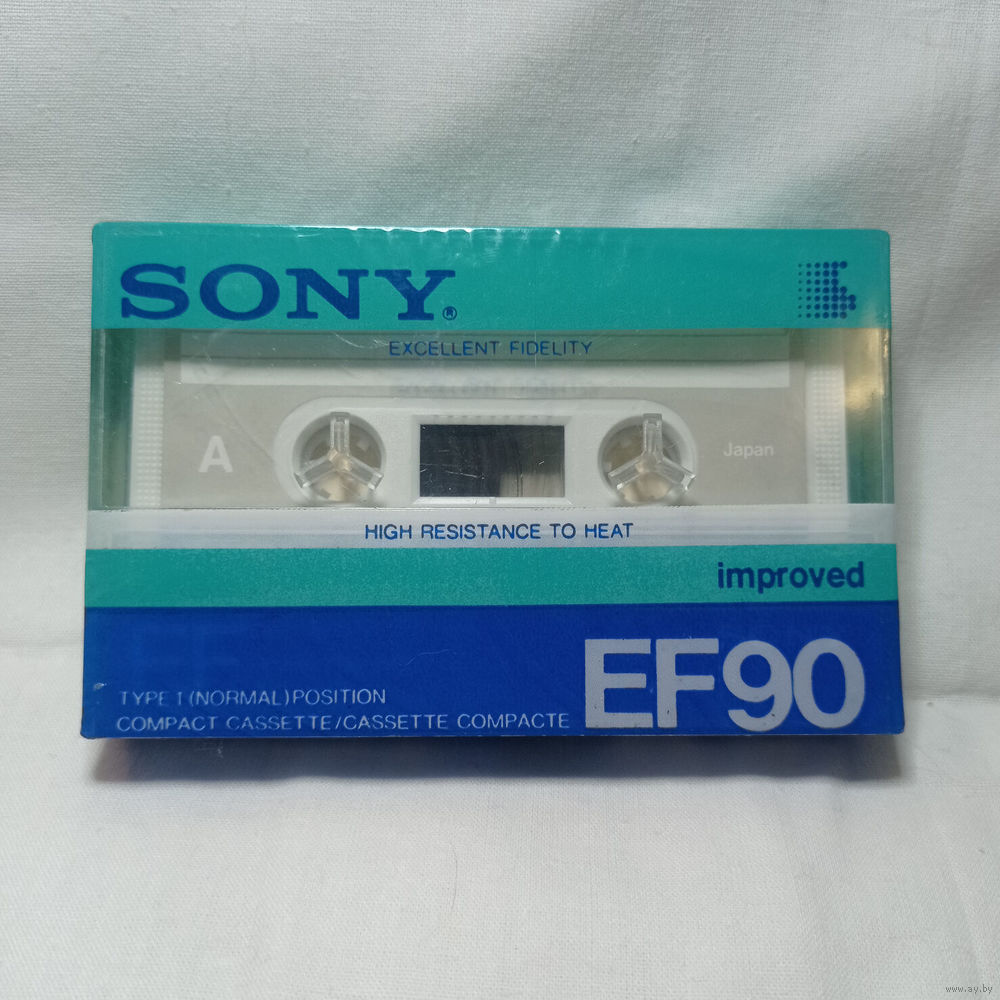 SONY®
EXCELLENT FIDELITY
A
Japan
HIGH RESISTANCE TO HEAT
improved
EF90
TYPE I (NORMAL) POSITION
COMPACT CASSETTE/CASSETTE COMPACTE
www.ay.by